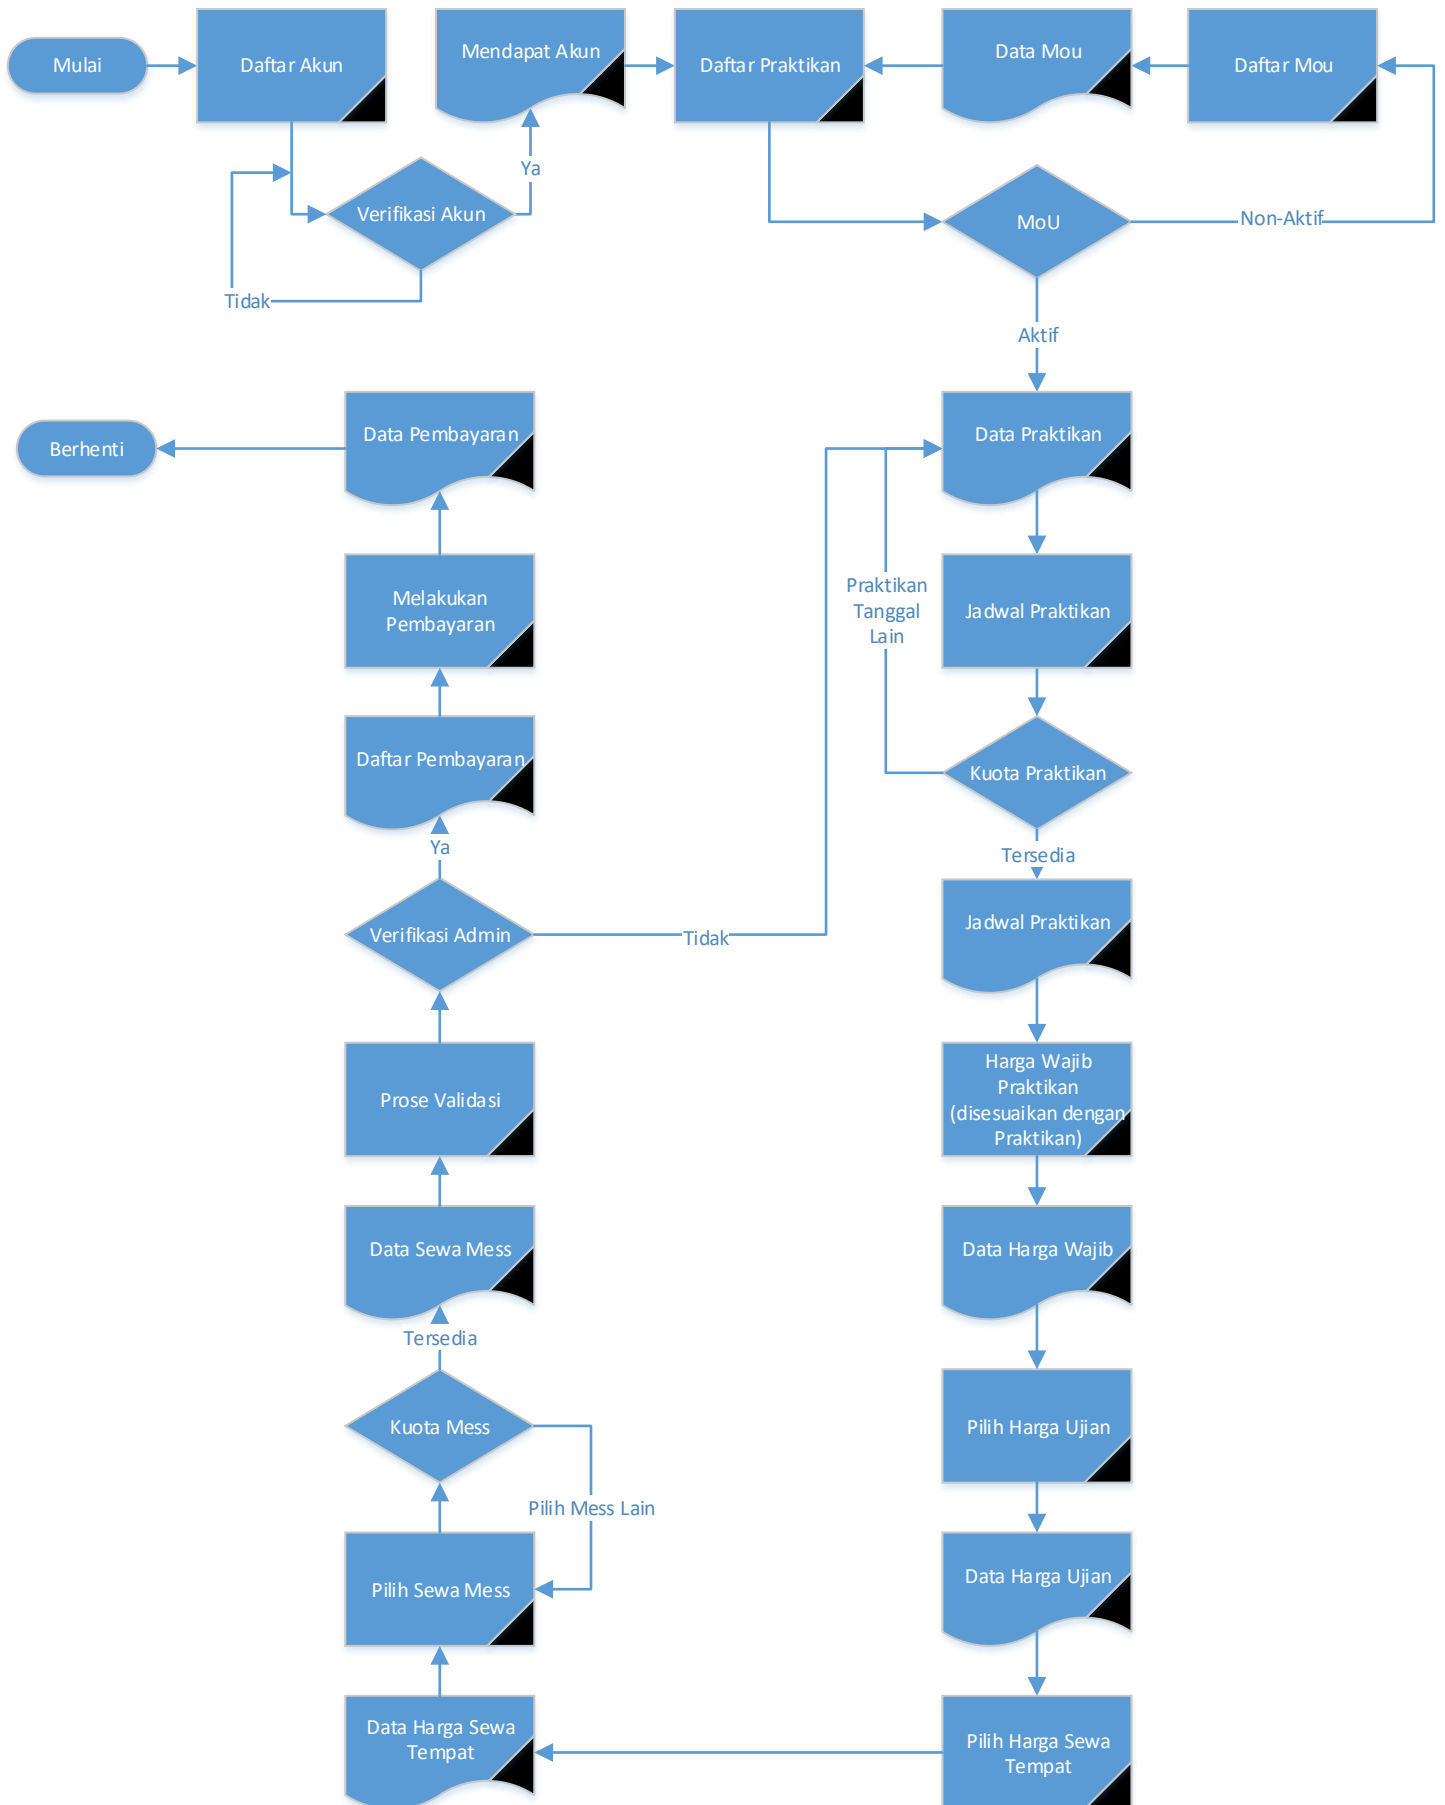 Mulai
Daftar Akun
Mendapat Akun
Daftar Praktikan
Data Mou
Daftar Mou
Ya
Verifikasi Akun
MoU
Non-Aktif
Tidak
Aktif
Berhenti
Data Pembayaran
Data Praktikan
Melakukan
Pembayaran
Praktikan
Tanggal
Lain
Jadwal Praktikan
Daftar Pembayaran
Kuota Praktikan
Ya
Tersedia
Verifikasi Admin
Tidak
Jadwal Praktikan
Prose Validasi
Harga Wajib
Praktikan
(disesuaikan dengan
Praktikan)
Data Sewa Mess
Data Harga Wajib
Tersedia
Kuota Mess
Pilih Harga Ujian
Pilih Mess Lain
Pilih Sewa Mess
Data Harga Ujian
Data Harga Sewa
Tempat
Pilih Harga Sewa
Tempat